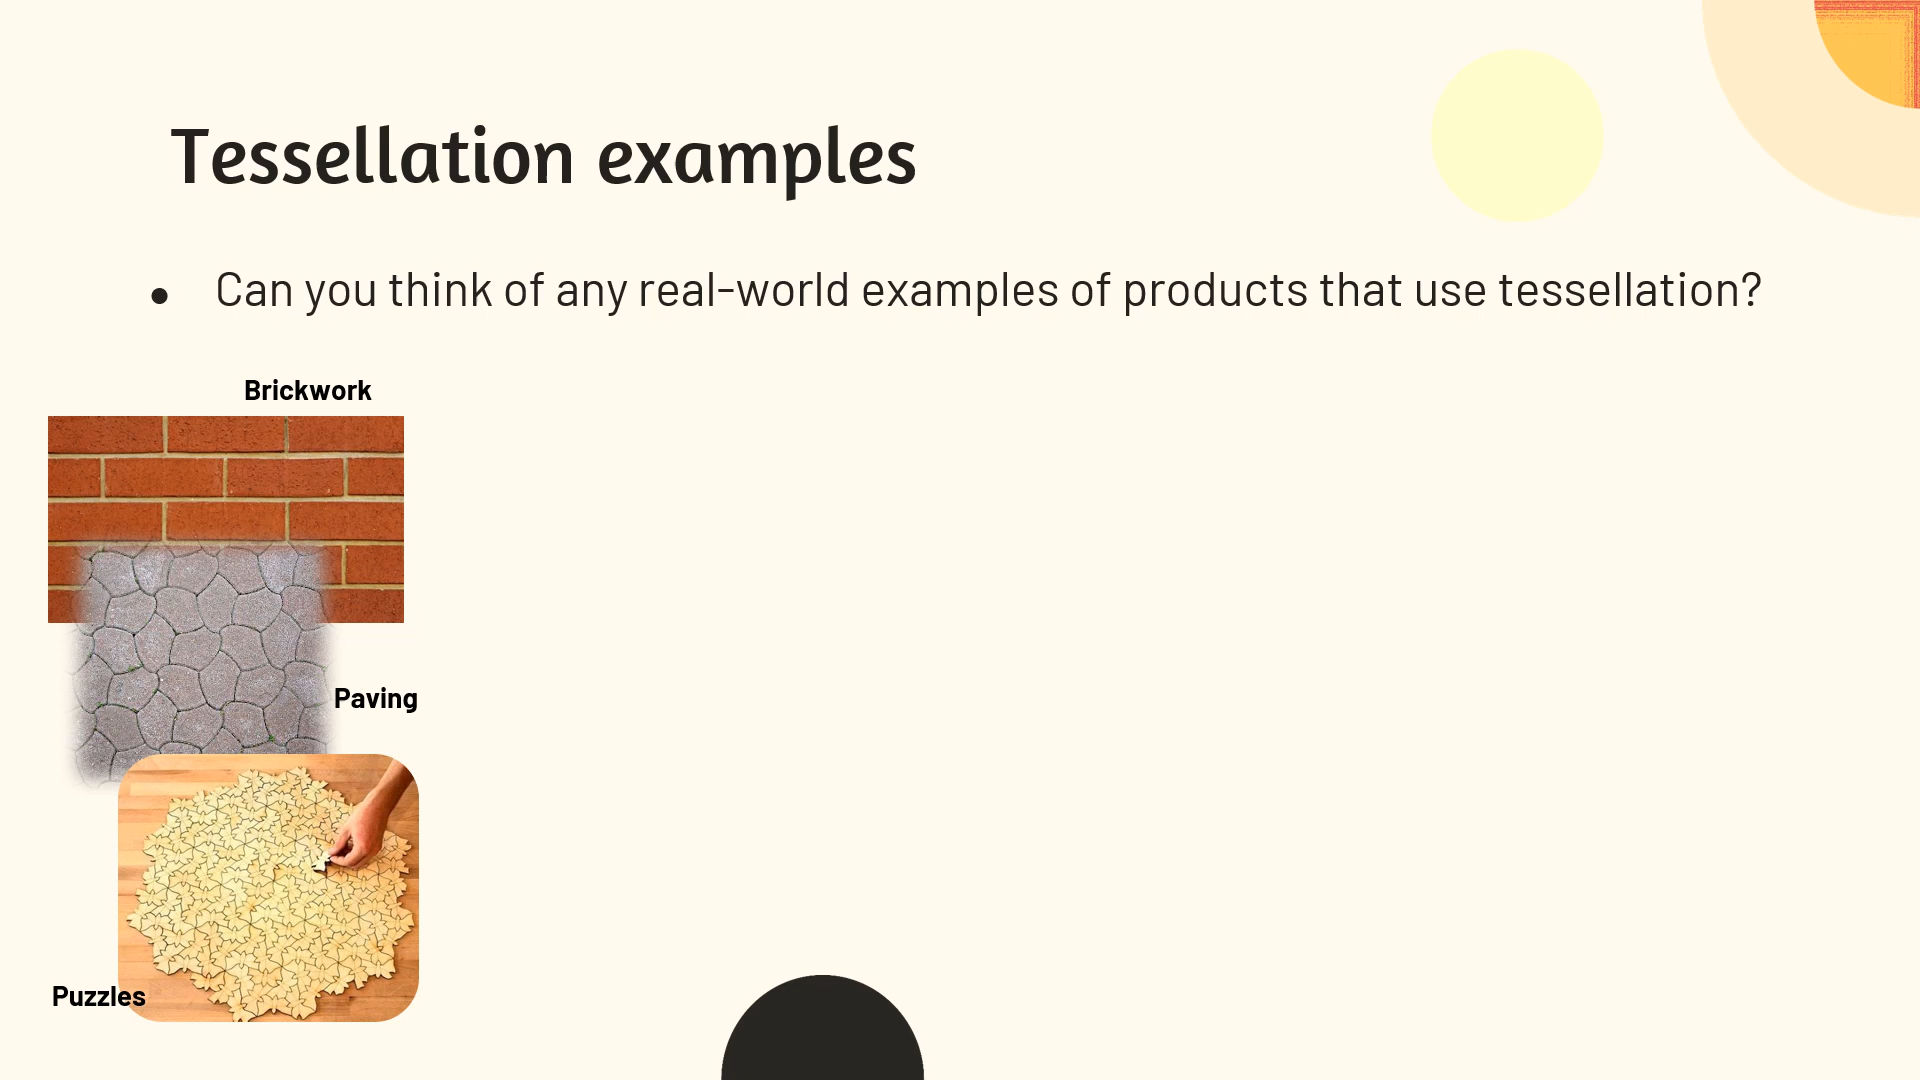 Tessellation examples
● Can you think of any real-world examples of products that use tessellation?
Brickwork
Paving
Puzzles